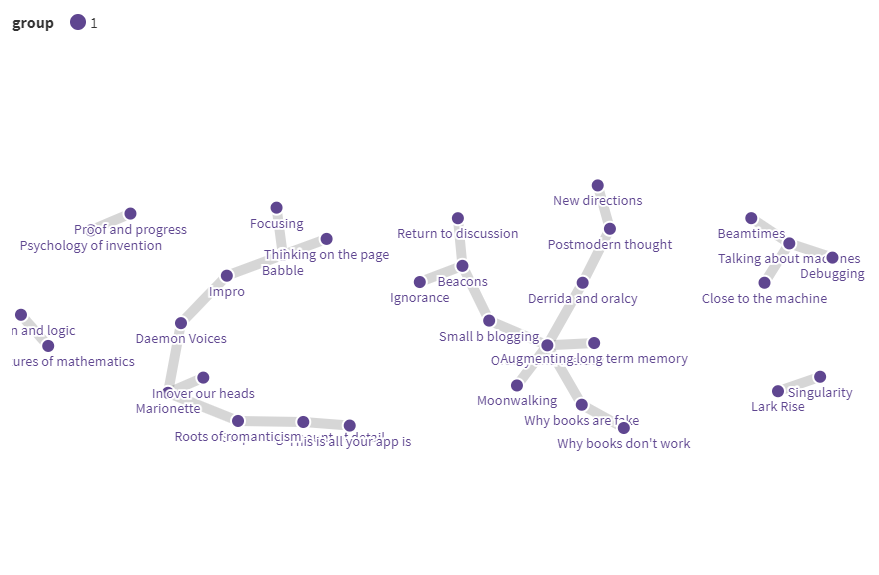 group 1
New directions
Proof and progress
Psychology of invention
Focusing
Return to discussion
Postmodern thought
Beamtimes
Thinking on the page
Babble
Talking about machines
Debugging
Impro
Beacons
Ignorance
Derrida and oralcy
Close to the machine
n and logic
Daemon Voices
Small b blogging
ures of mathematics
Augmenting long term memory
In over our heads
Marionette
Moonwalking
Singularity
Lark Rise
Why books are fake
Roots of romanticism
This is all your app is
Why books don't work